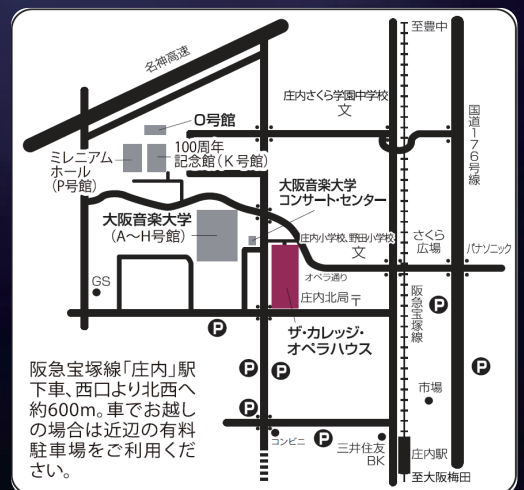 至豊中
名神高速
庄内さくら学園中学校
文
国道176号線
O号館
100周年
記念館(K号館)
ミレニアム
ホール
(P号館)
大阪音楽大学
コンサート・センター
大阪音楽大学
(A〜H号館)
庄内小学校、野田小学校
文
さくら
広場
パナソニック
オペラ通り
GS
庄内北局〒
阪急宝塚線
P
P
ザ・カレッジ・
オペラハウス
阪急宝塚線「庄内」駅
下車、西口より北西へ
約600m。車でお越し
の場合は近辺の有料
駐車場をご利用くだ
さい。
P
P
P
市場
P
コンビニ
P
三井住友
BK
庄内駅
至大阪梅田